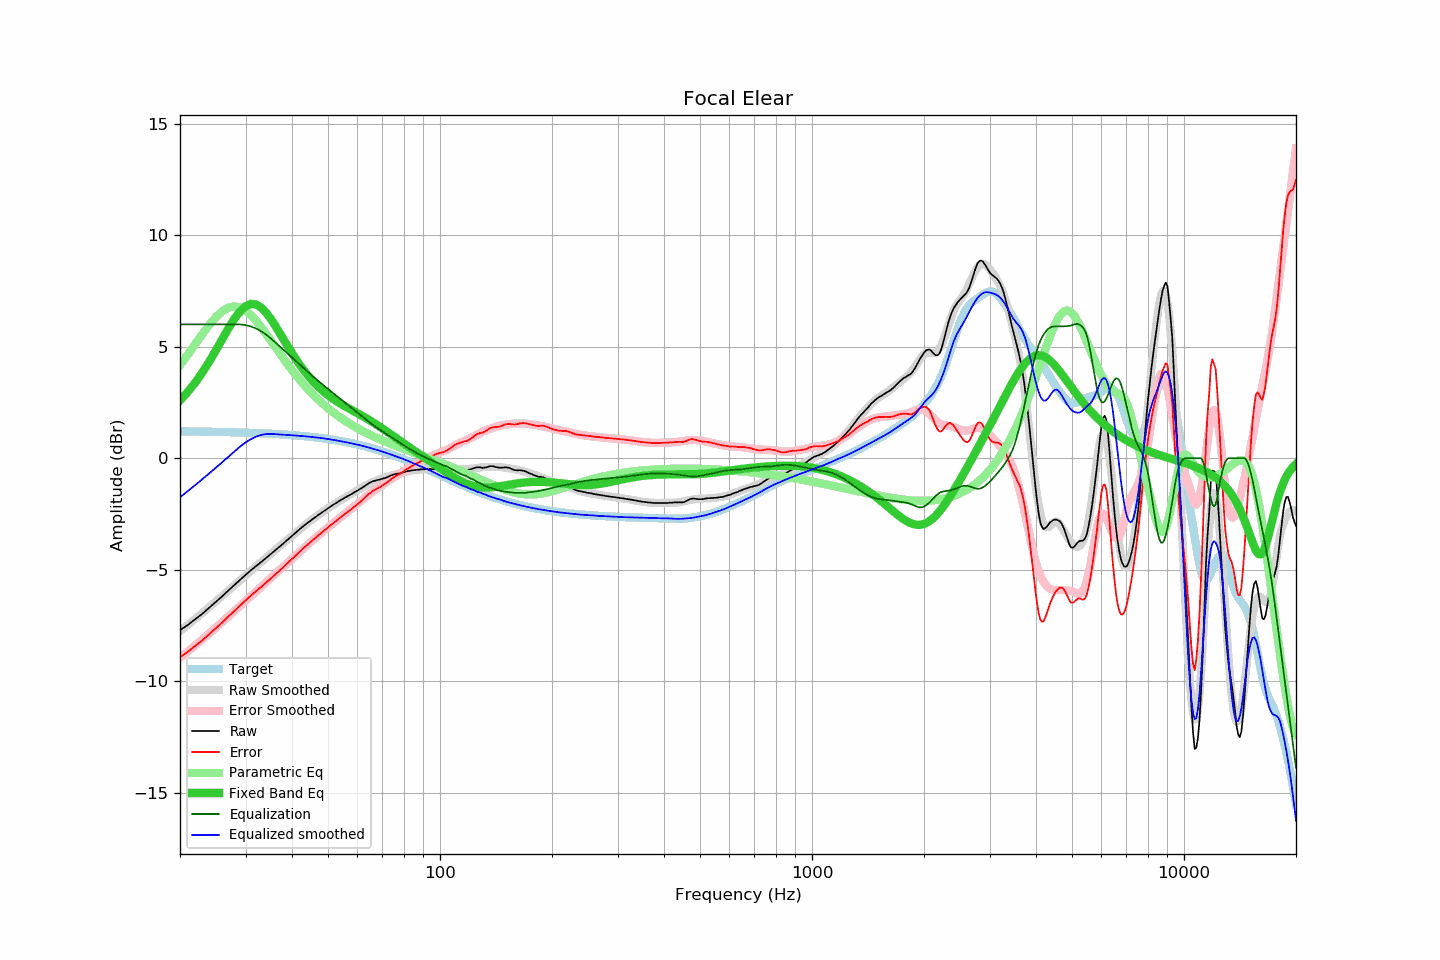 Focal Elear
15
10
5
0
−5
−10
−15
Amplitude (dBr)
Target
Raw Smoothed
Error Smoothed
Raw
Error
Parametric Eq
Fixed Band Eq
Equalization
Equalized smoothed
100 1000 10000
Frequency (Hz)